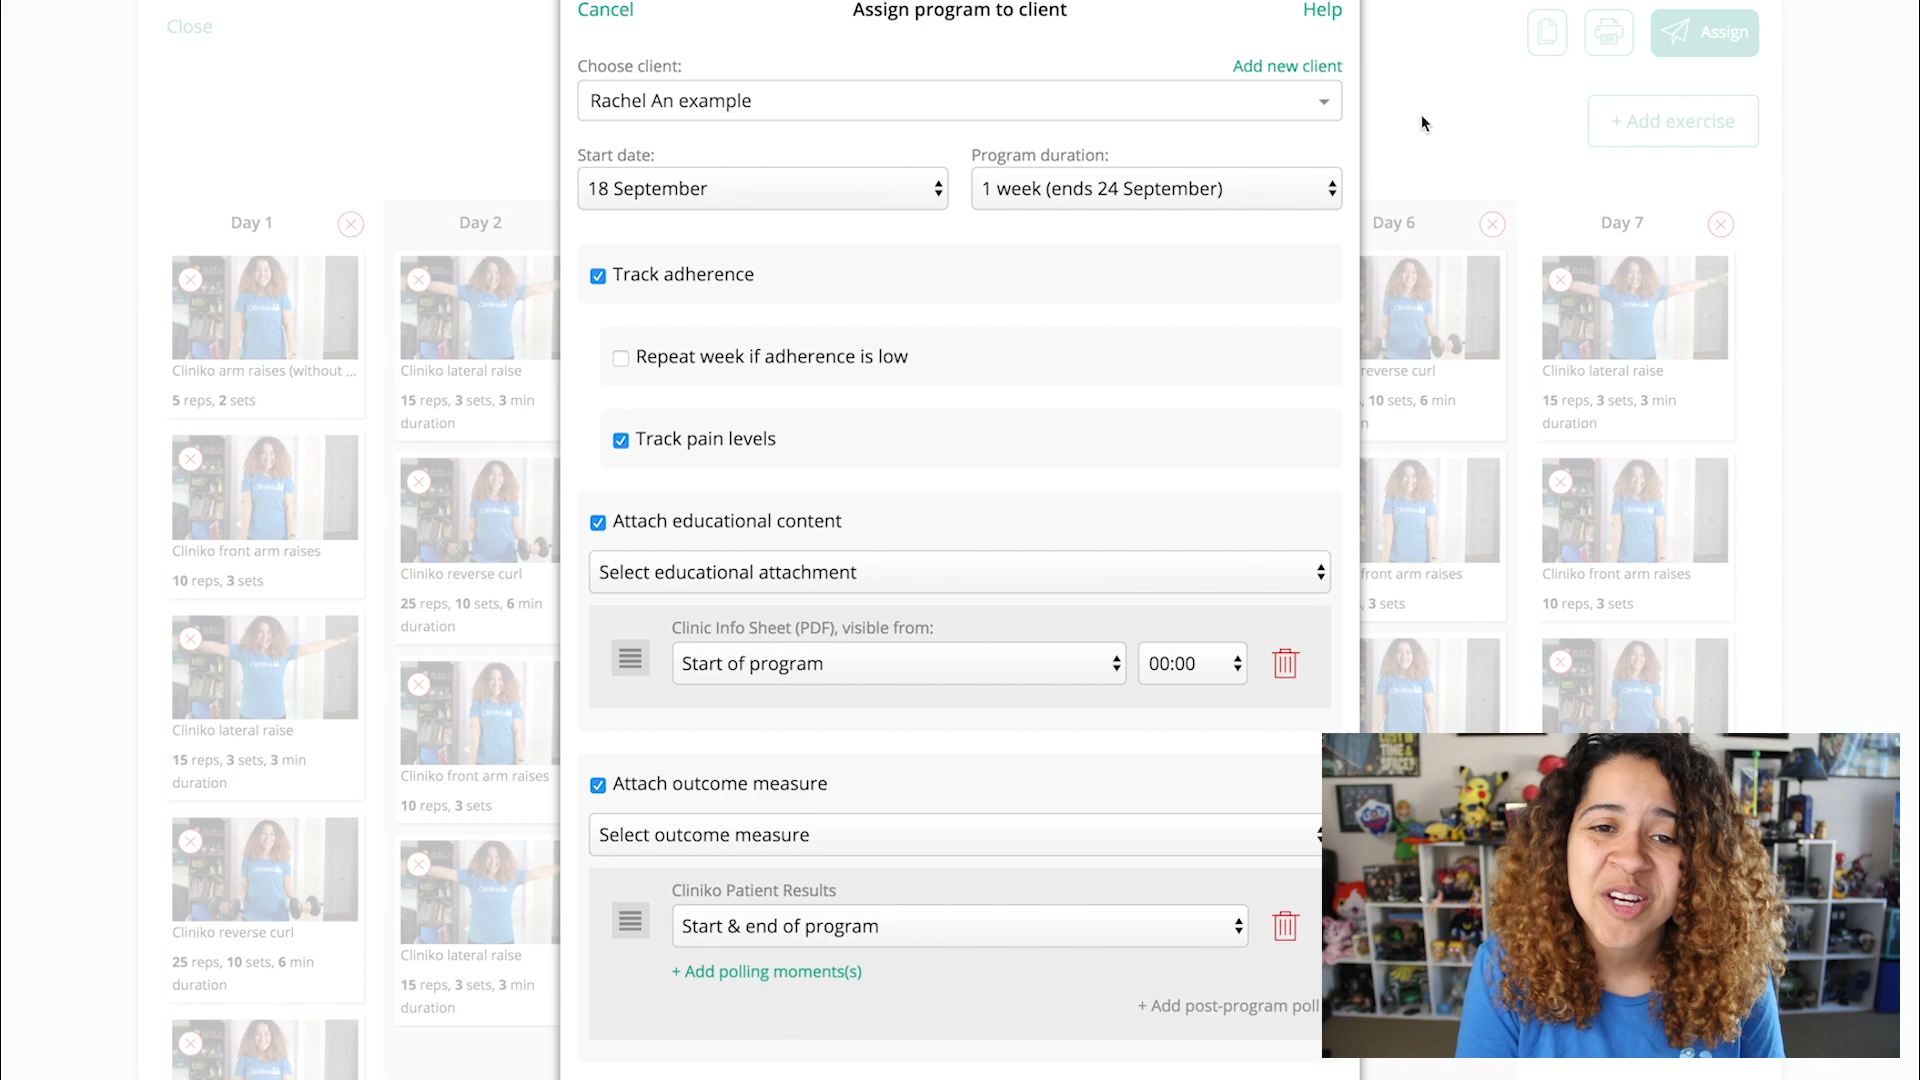 Cancel
Assign program to client
Help
Close
Assign
Choose client:
Add new client
Rachel An example
+ Add exercise
Start date:
Program duration:
18 September
1 week (ends 24 September)
Day 1
Day 2
Day 6
Day 7
Track adherence
Repeat week if adherence is low
Track pain levels
Attach educational content
Select educational attachment
Clinic Info Sheet (PDF), visible from:
Start of program
00:00
Attach outcome measure
Select outcome measure
Cliniko Patient Results
Start & end of program
+ Add polling moments(s)
+ Add post-program poll
Cliniko arm raises (without ...
5 reps, 2 sets
Cliniko front arm raises
10 reps, 3 sets
Cliniko lateral raise
15 reps, 3 sets, 3 min
duration
Cliniko reverse curl
25 reps, 10 sets, 6 min
duration
Cliniko lateral raise
15 reps, 3 sets, 3 min
duration
Cliniko reverse curl
25 reps, 10 sets, 6 min
duration
Cliniko front arm raises
10 reps, 3 sets
Cliniko lateral raise
15 reps, 3 sets, 3 min
duration
reverse curl
, 10 sets, 6 min
n
front arm raises
, 3 sets
Cliniko lateral raise
15 reps, 3 sets, 3 min
duration
Cliniko front arm raises
10 reps, 3 sets